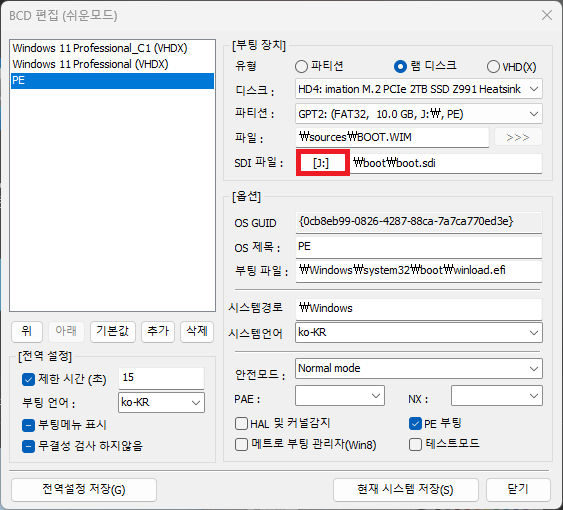 BCD 편집 (쉬운모드)
Windows 11 Professional_C1 (VHDX)
Windows 11 Professional (VHDX)
PE
위 아래 기본값 추가 삭제
[전역 설정]
제한 시간 (초) 15
부팅 언어 : ko-KR
부팅메뉴 표시
무결성 검사 하지않음
[부팅 장치]
유형 파티션 램 디스크 VHD(X)
디스크 : HD4: imation M.2 PCIe 2TB SSD Z991 Heatsink
파티션 : GPT2: (FAT32, 10.0 GB, J:₩, PE)
파일 : ₩sources₩BOOT.WIM >>>
SDI 파일 : [J:] ₩boot₩boot.sdi
[옵션]
OS GUID {0cb8eb99-0826-4287-88ca-7a7ca770ed3e}
OS 제목 : PE
부팅 파일 : ₩Windows₩system32₩boot₩winload.efi
시스템경로 ₩Windows
시스템언어 ko-KR
안전모드 : Normal mode
PAE : NX :
HAL 및 커널감지 PE 부팅
메트로 부팅 관리자(Win8) 테스트모드
전역설정 저장(G) 현재 시스템 저장(S) 닫기